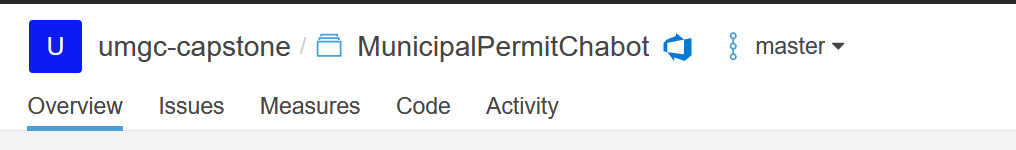 U umgc-capstone / MunicipalPermitChabot master
Overview Issues Measures Code Activity